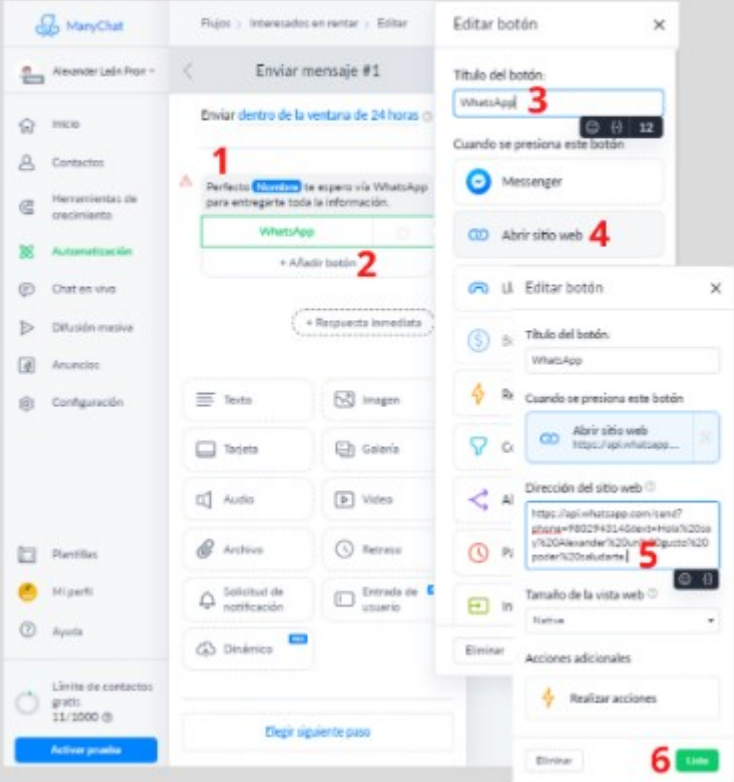 ManyChat
Alexander León Prom
Inicio
Contactos
Herramientas de
crecimiento
Automatización
Chat en vivo
Difusión masiva
Anuncios
Configuración
Plantillas
Mi perfil
Ayuda
Límite de contactos
gratis
11/1000
Activar prueba
Flujos > Interesados en rentar > Editar
Enviar mensaje #1
Enviar dentro de la ventana de 24 horas
1
Perfecto Nombre te espero vía WhatsApp
para entregarte toda la información.
WhatsApp
+ Añadir botón 2
+ Respuesta inmediata
Texto
Imagen
Tarjeta
Galería
Audio
Video
Archivo
Retraso
Solicitud de
notificación
Entrada de
usuario
Dinámico
Elegir siguiente paso
Editar botón
Título del botón:
WhatsApp 3
12
Cuando se presiona este botón
Messenger
Abrir sitio web 4
Eliminar
Editar botón
Título del botón:
WhatsApp
Cuando se presiona este botón
Abrir sitio web
https://api.whatsapp....
Dirección del sitio web
https://api.whatsapp.com/send?
5
Tamaño de la vista web
Native
Acciones adicionales
Realizar acciones
Eliminar
6 Listo